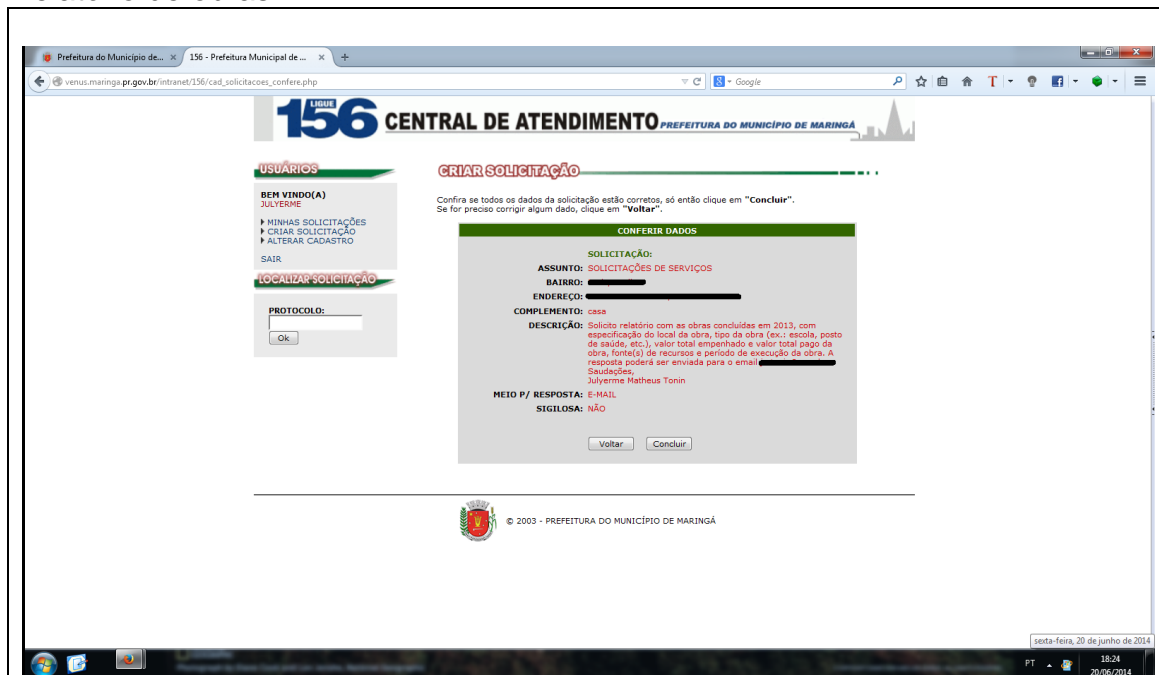 Prefeitura do Município de... × 156 - Prefeitura Municipal de ... × +
venus.maringa.pr.gov.br/intranet/156/cad_solicitacoes_confere.php Google
LIGUE
156 CENTRAL DE ATENDIMENTO PREFEITURA DO MUNICÍPIO DE MARINGÁ
USUÁRIOS
BEM VINDO(A)
JULYERME
MINHAS SOLICITAÇÕES
CRIAR SOLICITAÇÃO
ALTERAR CADASTRO
SAIR
LOCALIZAR SOLICITAÇÃO
PROTOCOLO:
Ok
CRIAR SOLICITAÇÃO
Confira se todos os dados da solicitação estão corretos, só então clique em "Concluir".
Se for preciso corrigir algum dado, clique em "Voltar".
CONFERIR DADOS
SOLICITAÇÃO:
ASSUNTO: SOLICITAÇÕES DE SERVIÇOS
BAIRRO:
ENDEREÇO:
COMPLEMENTO: casa
DESCRIÇÃO: Solicito relatório com as obras concluídas em 2013, com
especificação do local da obra, tipo da obra (ex.: escola, posto
de saúde, etc.), valor total empenhado e valor total pago da
obra, fonte(s) de recursos e período de execução da obra. A
resposta poderá ser enviada para o email
Saudações,
Julyerme Matheus Tonin
MEIO P/ RESPOSTA: E-MAIL
SIGILOSA: NÃO
Voltar Concluir
© 2003 - PREFEITURA DO MUNICÍPIO DE MARINGÁ
sexta-feira, 20 de junho de 2014
PT 18:24
20/06/2014